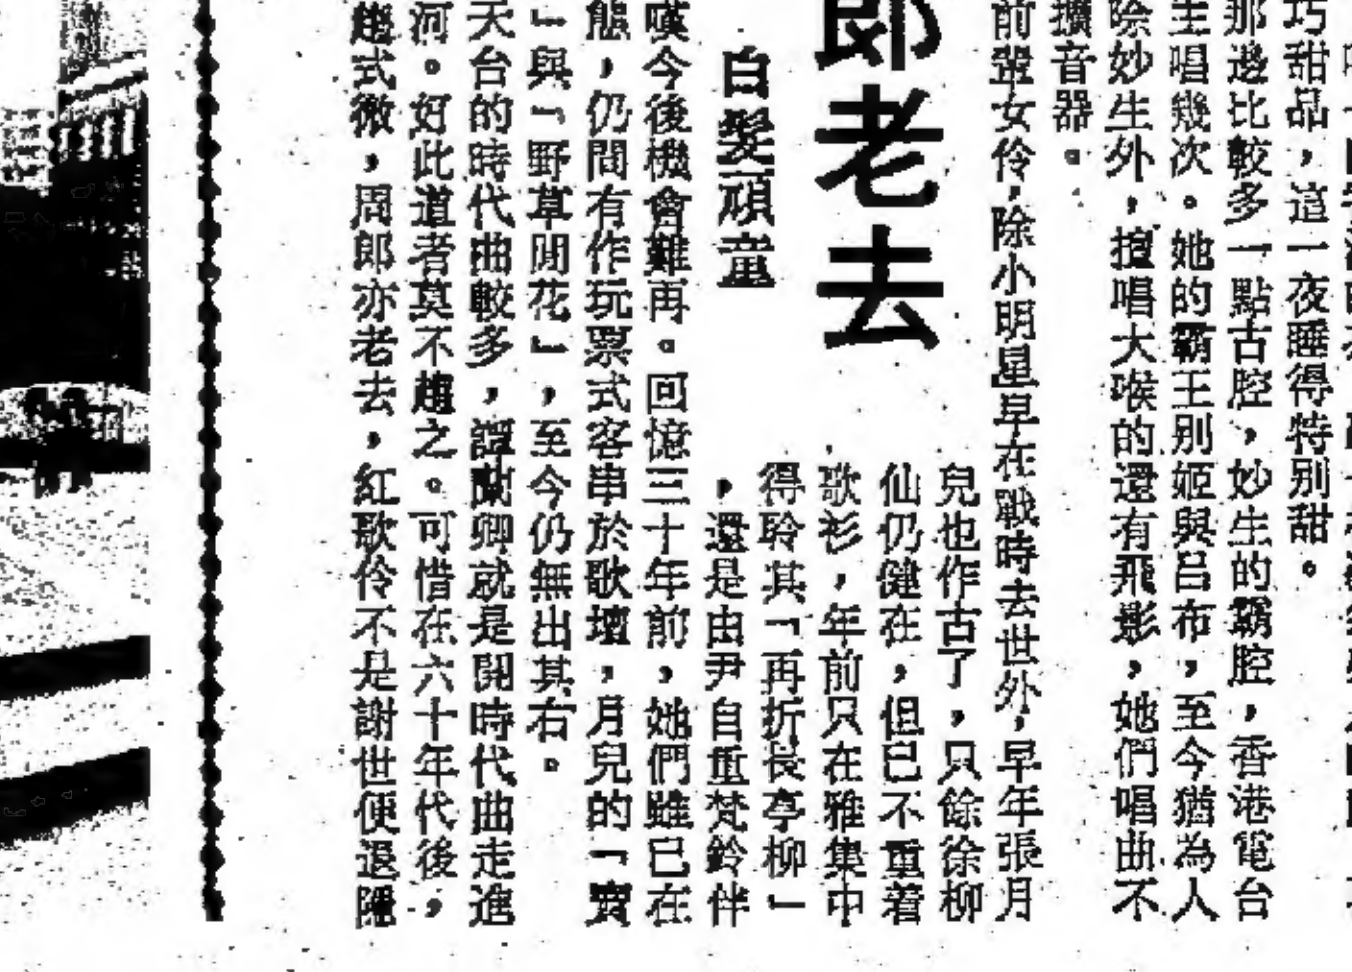 巧甜品，這一夜睡得特别甜。
那邊比較多一點古腔，妙生的霸腔，香港電台
生唱幾次。她的霸王别姬與呂布，至今猶為人
除妙生外，擅唱大喉的還有飛影，她們唱曲不
擴音器。
前輩女伶，除小明星早在戰時去世外，早年張月
兒也作古了，只餘徐柳
仙仍健在，但已不重着
歌衫，年前只在雅集中
得聆其「再折長亭柳」
，還是由尹自重梵鈴伴
郎老去
白髮頑童
嘆今後機會難再。回憶三十年前，她們雖已在
態，仍間有作玩票式客串於歌壇，月兒的「賣
」與「野草閒花」，至今仍無出其右。
天台的時代曲較多，譚蘭卿就是開時代曲走進
河。好此道者莫不趨之。可惜在六十年代後，
趨式微，周郎亦老去，紅歌伶不是謝世便退隱